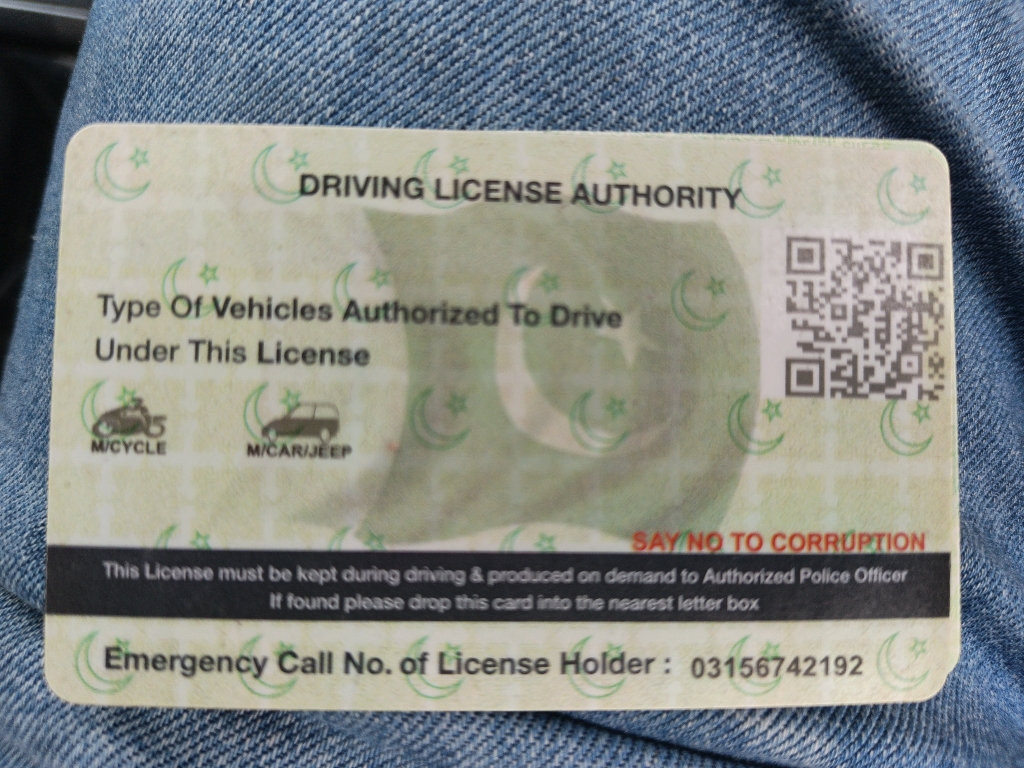 DRIVING LICENSE AUTHORITY
Type Of Vehicles Authorized To Drive
Under This License
M/CYCLE
M/CAR/JEEP
SAY NO TO CORRUPTION
This License must be kept during driving & produced on demand to Authorized Police Officer
If found please drop this card into the nearest letter box
Emergency Call No. of License Holder : 03156742192